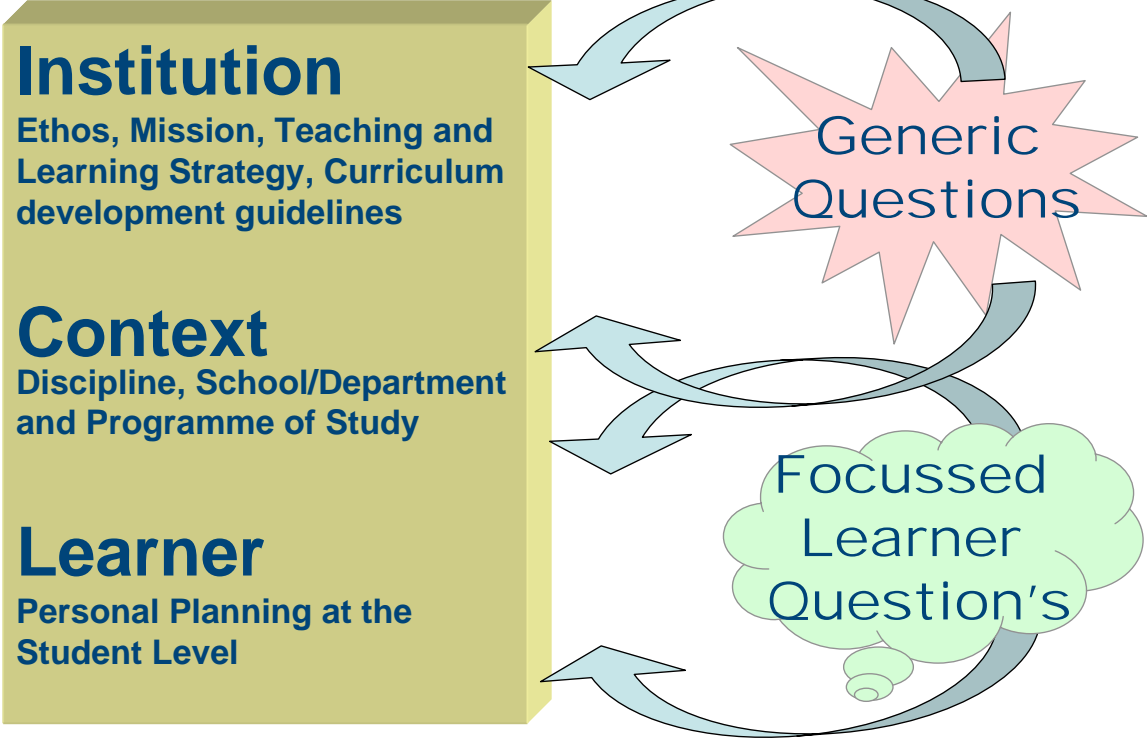 Institution
Ethos, Mission, Teaching and
Learning Strategy, Curriculum
development guidelines
Context
Discipline, School/Department
and Programme of Study
Learner
Personal Planning at the
Student Level
Generic
Questions
Focussed
Learner
Question's